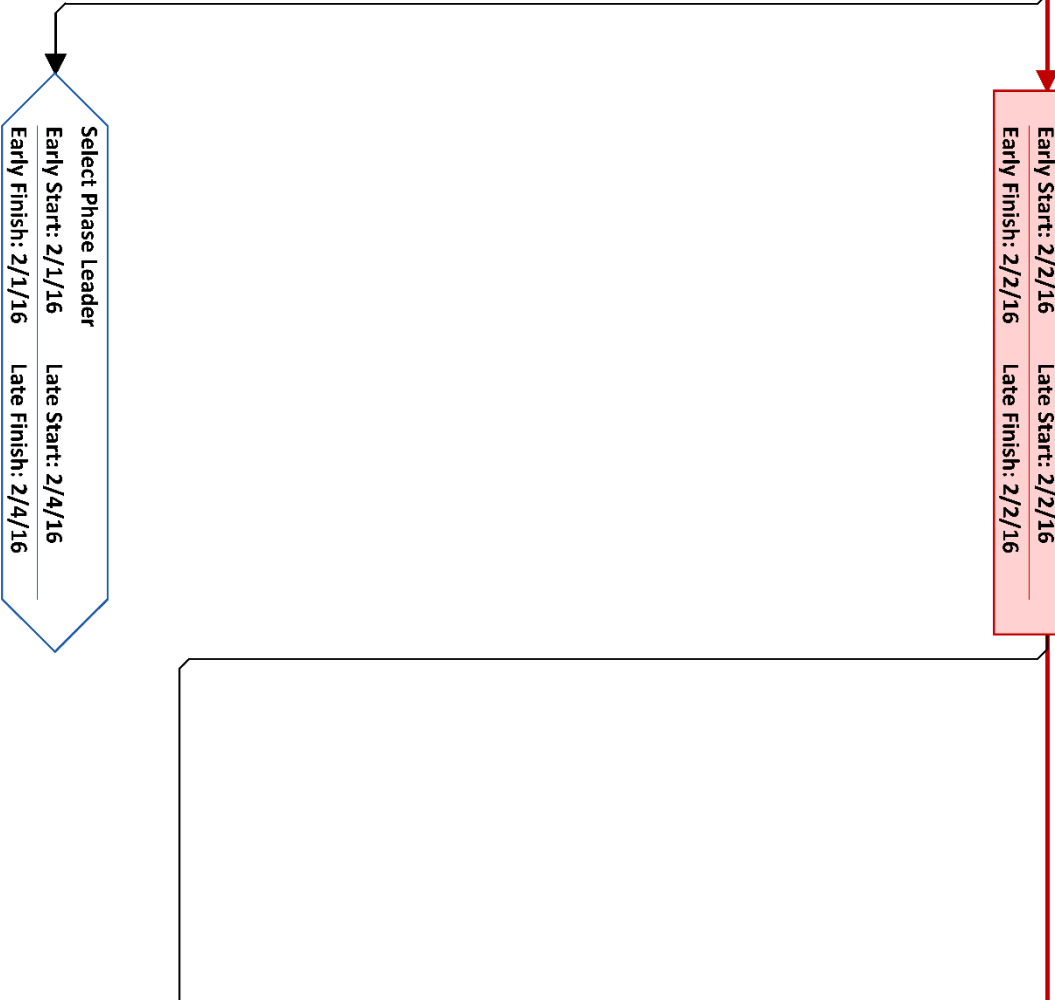 Early Start: 2/2/16 Late Start: 2/2/16
Early Finish: 2/2/16 Late Finish: 2/2/16
Select Phase Leader
Early Start: 2/1/16 Late Start: 2/4/16
Early Finish: 2/1/16 Late Finish: 2/4/16